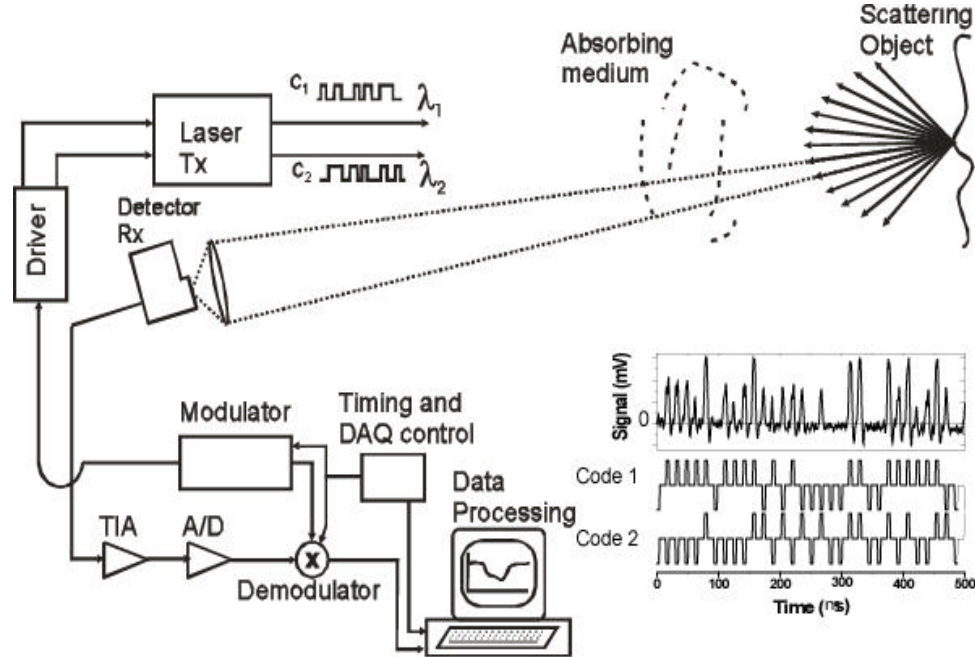 Scattering
Object
Absorbing
medium
C1
λ1
Laser
Tx
C2
λ2
Detector
Rx
Driver
Modulator
Timing and
DAQ control
Data
Processing
TIA
A/D
X
Demodulator
Signal (mV)
0
Code 1
Code 2
0 100 200 300 400 500
Time (ns)